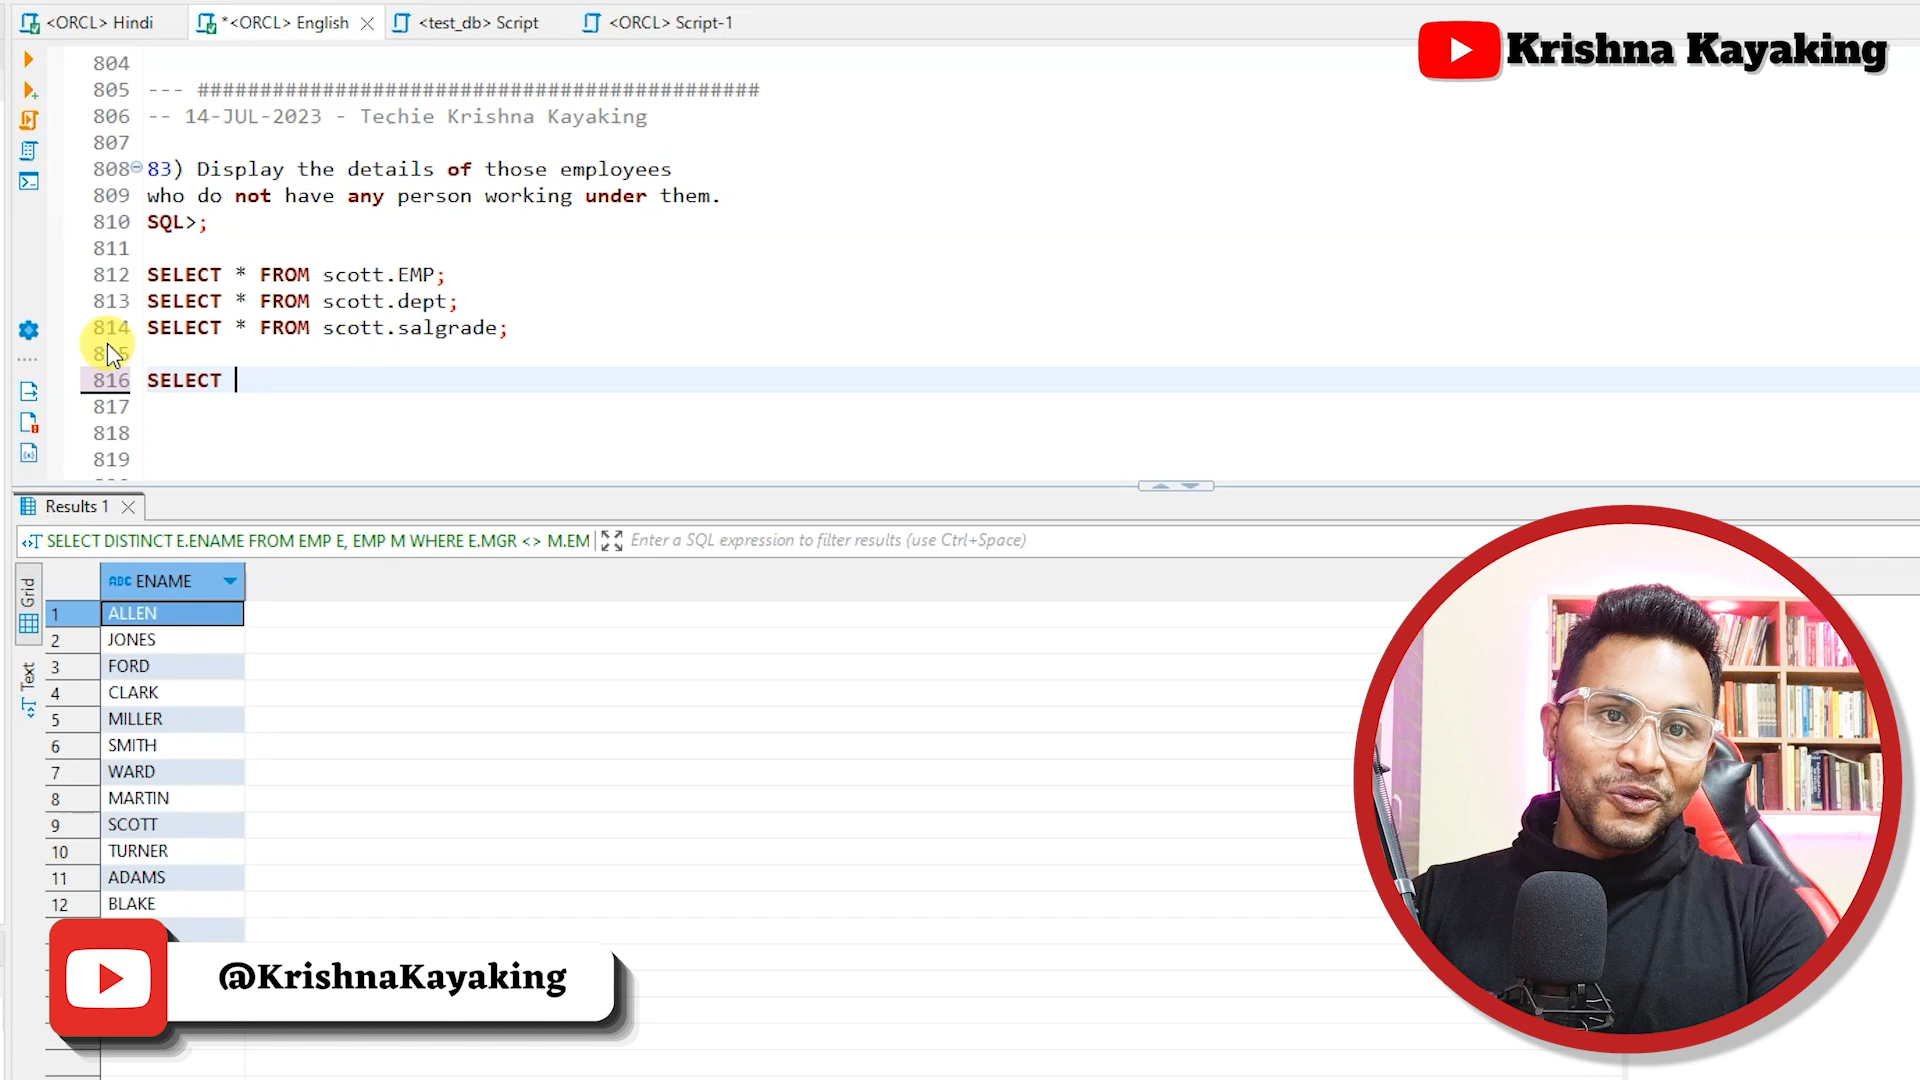 <ORCL> Hindi
*<ORCL> English
<test_db> Script
<ORCL> Script-1
Krishna Kayaking
804
805 --- #############################################
806 -- 14-JUL-2023 - Techie Krishna Kayaking
807
808 83) Display the details of those employees
809 who do not have any person working under them.
810 SQL>;
811
812 SELECT * FROM scott.EMP;
813 SELECT * FROM scott.dept;
814 SELECT * FROM scott.salgrade;
815
816 SELECT
817
818
819
Results 1
SELECT DISTINCT E.ENAME FROM EMP E, EMP M WHERE E.MGR <> M.EM
Enter a SQL expression to filter results (use Ctrl+Space)
Grid
Text
ABC ENAME
1 ALLEN
2 JONES
3 FORD
4 CLARK
5 MILLER
6 SMITH
7 WARD
8 MARTIN
9 SCOTT
10 TURNER
11 ADAMS
12 BLAKE
@KrishnaKayaking